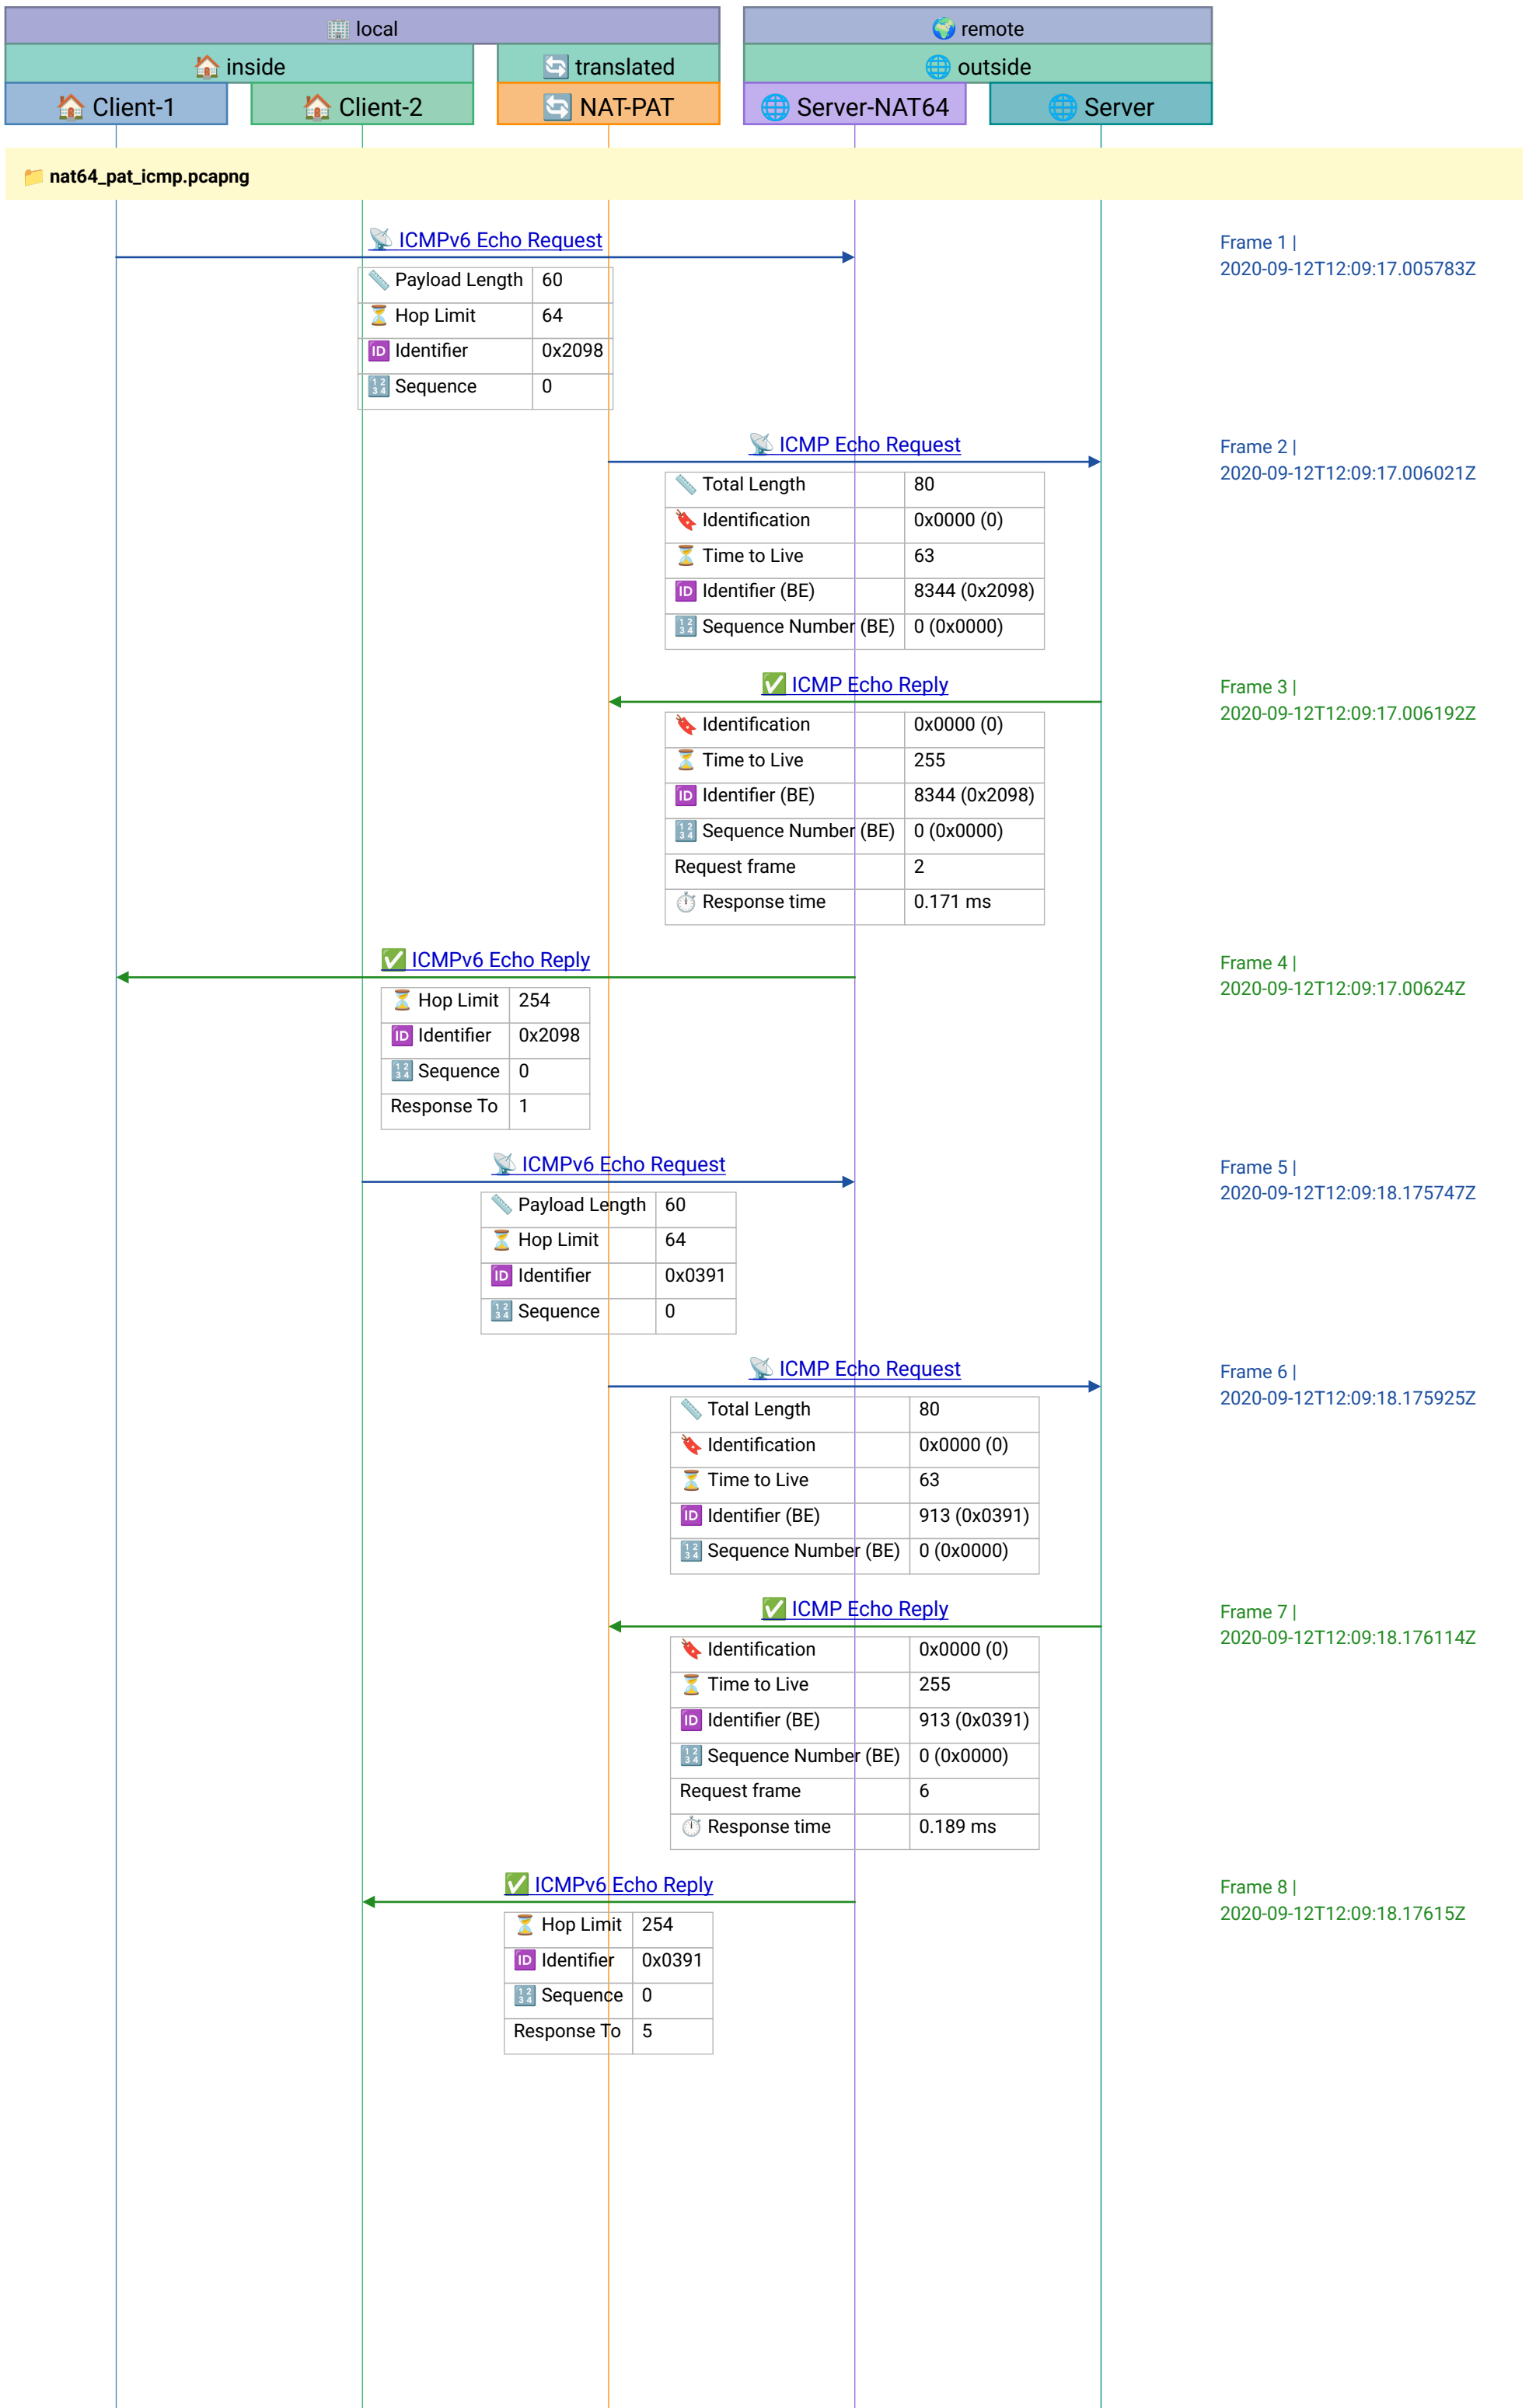 🏢 local
🌍 remote
🏠 inside
🔄 translated
🌐 outside
🏠 Client-1
🏠 Client-2
🔄 NAT-PAT
🌐 Server-NAT64
🌐 Server
📁 nat64_pat_icmp.pcapng
📡 ICMPv6 Echo Request
Frame 1 |
2020-09-12T12:09:17.005783Z
📏 Payload Length 60
⏳ Hop Limit 64
🆔 Identifier 0x2098
🔢 Sequence 0
📡 ICMP Echo Request
Frame 2 |
2020-09-12T12:09:17.006021Z
📏 Total Length 80
🔖 Identification 0x0000 (0)
⏳ Time to Live 63
🆔 Identifier (BE) 8344 (0x2098)
🔢 Sequence Number (BE) 0 (0x0000)
✅ ICMP Echo Reply
Frame 3 |
2020-09-12T12:09:17.006192Z
🔖 Identification 0x0000 (0)
⏳ Time to Live 255
🆔 Identifier (BE) 8344 (0x2098)
🔢 Sequence Number (BE) 0 (0x0000)
Request frame 2
⏱️ Response time 0.171 ms
✅ ICMPv6 Echo Reply
Frame 4 |
2020-09-12T12:09:17.00624Z
⏳ Hop Limit 254
🆔 Identifier 0x2098
🔢 Sequence 0
Response To 1
📡 ICMPv6 Echo Request
Frame 5 |
2020-09-12T12:09:18.175747Z
📏 Payload Length 60
⏳ Hop Limit 64
🆔 Identifier 0x0391
🔢 Sequence 0
📡 ICMP Echo Request
Frame 6 |
2020-09-12T12:09:18.175925Z
📏 Total Length 80
🔖 Identification 0x0000 (0)
⏳ Time to Live 63
🆔 Identifier (BE) 913 (0x0391)
🔢 Sequence Number (BE) 0 (0x0000)
✅ ICMP Echo Reply
Frame 7 |
2020-09-12T12:09:18.176114Z
🔖 Identification 0x0000 (0)
⏳ Time to Live 255
🆔 Identifier (BE) 913 (0x0391)
🔢 Sequence Number (BE) 0 (0x0000)
Request frame 6
⏱️ Response time 0.189 ms
✅ ICMPv6 Echo Reply
Frame 8 |
2020-09-12T12:09:18.17615Z
⏳ Hop Limit 254
🆔 Identifier 0x0391
🔢 Sequence 0
Response To 5